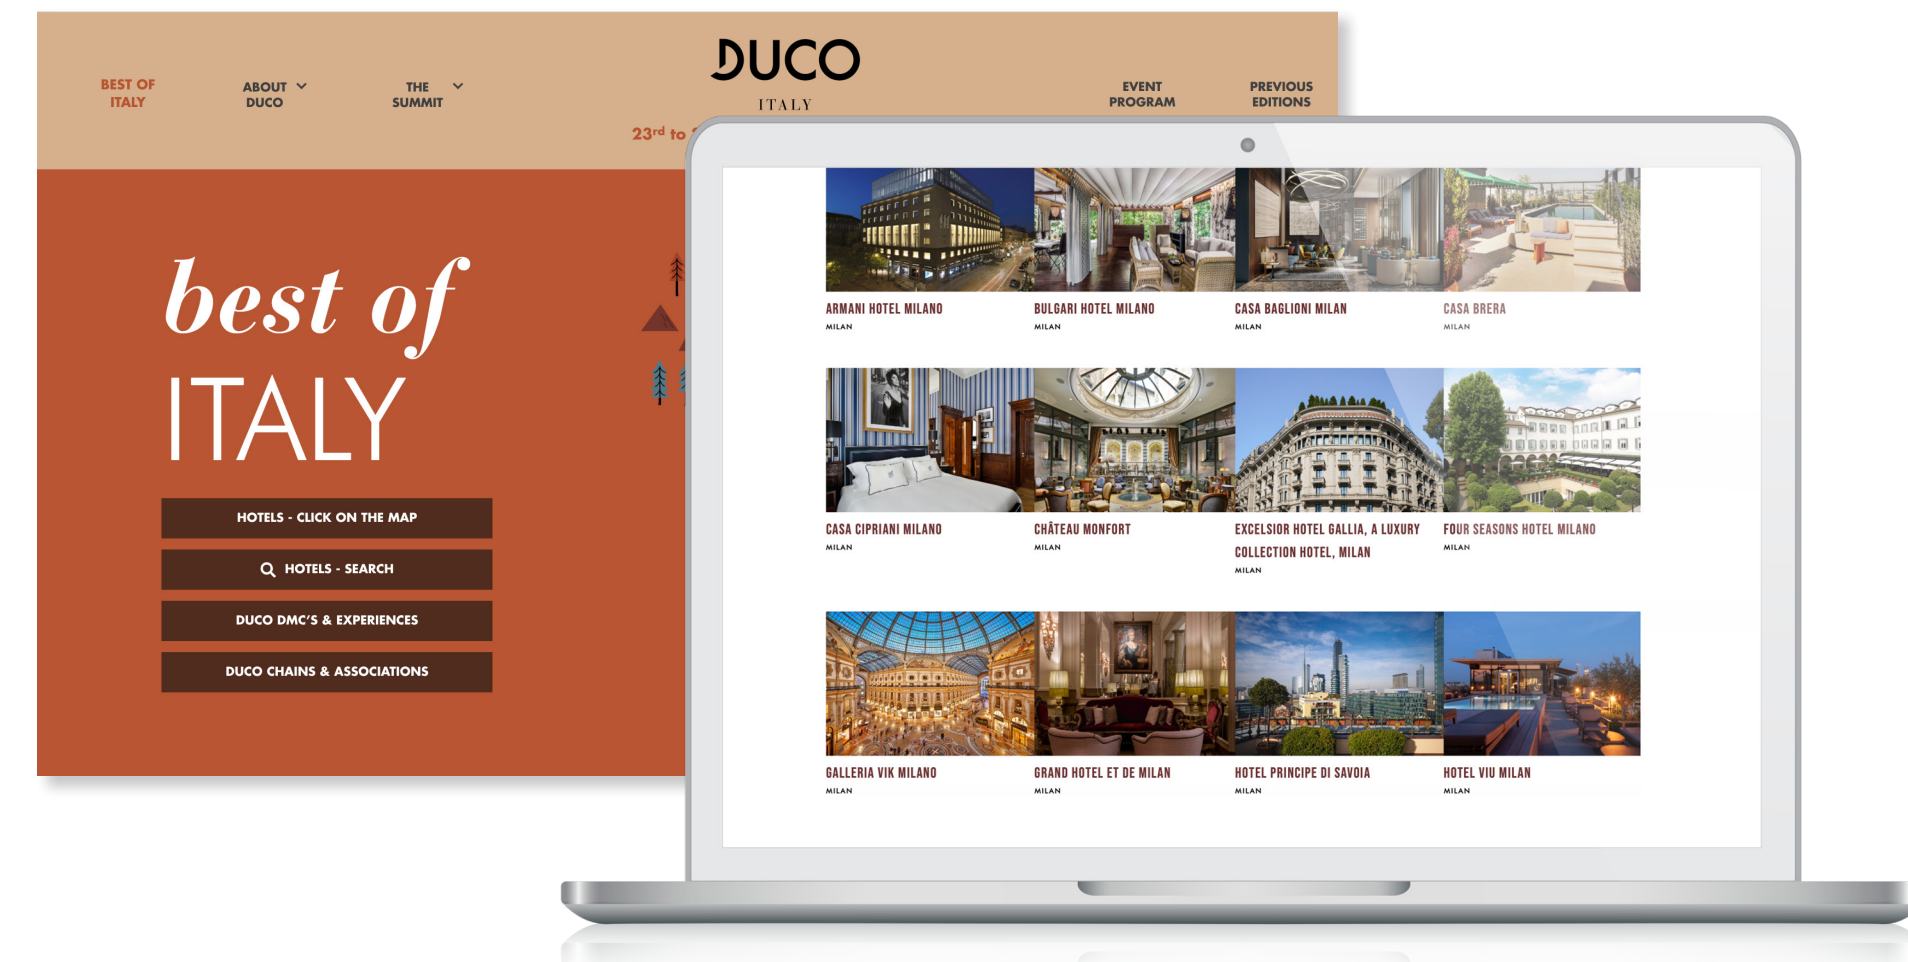 BEST OF
ITALY
ABOUT
DUCO
THE
SUMMIT
DUCO
ITALY
23rd to
EVENT
PROGRAM
PREVIOUS
EDITIONS
best of
ITALY
HOTELS - CLICK ON THE MAP
HOTELS - SEARCH
DUCO DMC'S & EXPERIENCES
DUCO CHAINS & ASSOCIATIONS
ARMANI HOTEL MILANO
MILAN
BULGARI HOTEL MILANO
MILAN
CASA BAGLIONI MILAN
MILAN
CASA BRERA
MILAN
CASA CIPRIANI MILANO
MILAN
CHÂTEAU MONFORT
MILAN
EXCELSIOR HOTEL GALLIA, A LUXURY
COLLECTION HOTEL, MILAN
MILAN
FOUR SEASONS HOTEL MILANO
MILAN
GALLERIA VIK MILANO
MILAN
GRAND HOTEL ET DE MILAN
MILAN
HOTEL PRINCIPE DI SAVOIA
MILAN
HOTEL VIU MILAN
MILAN